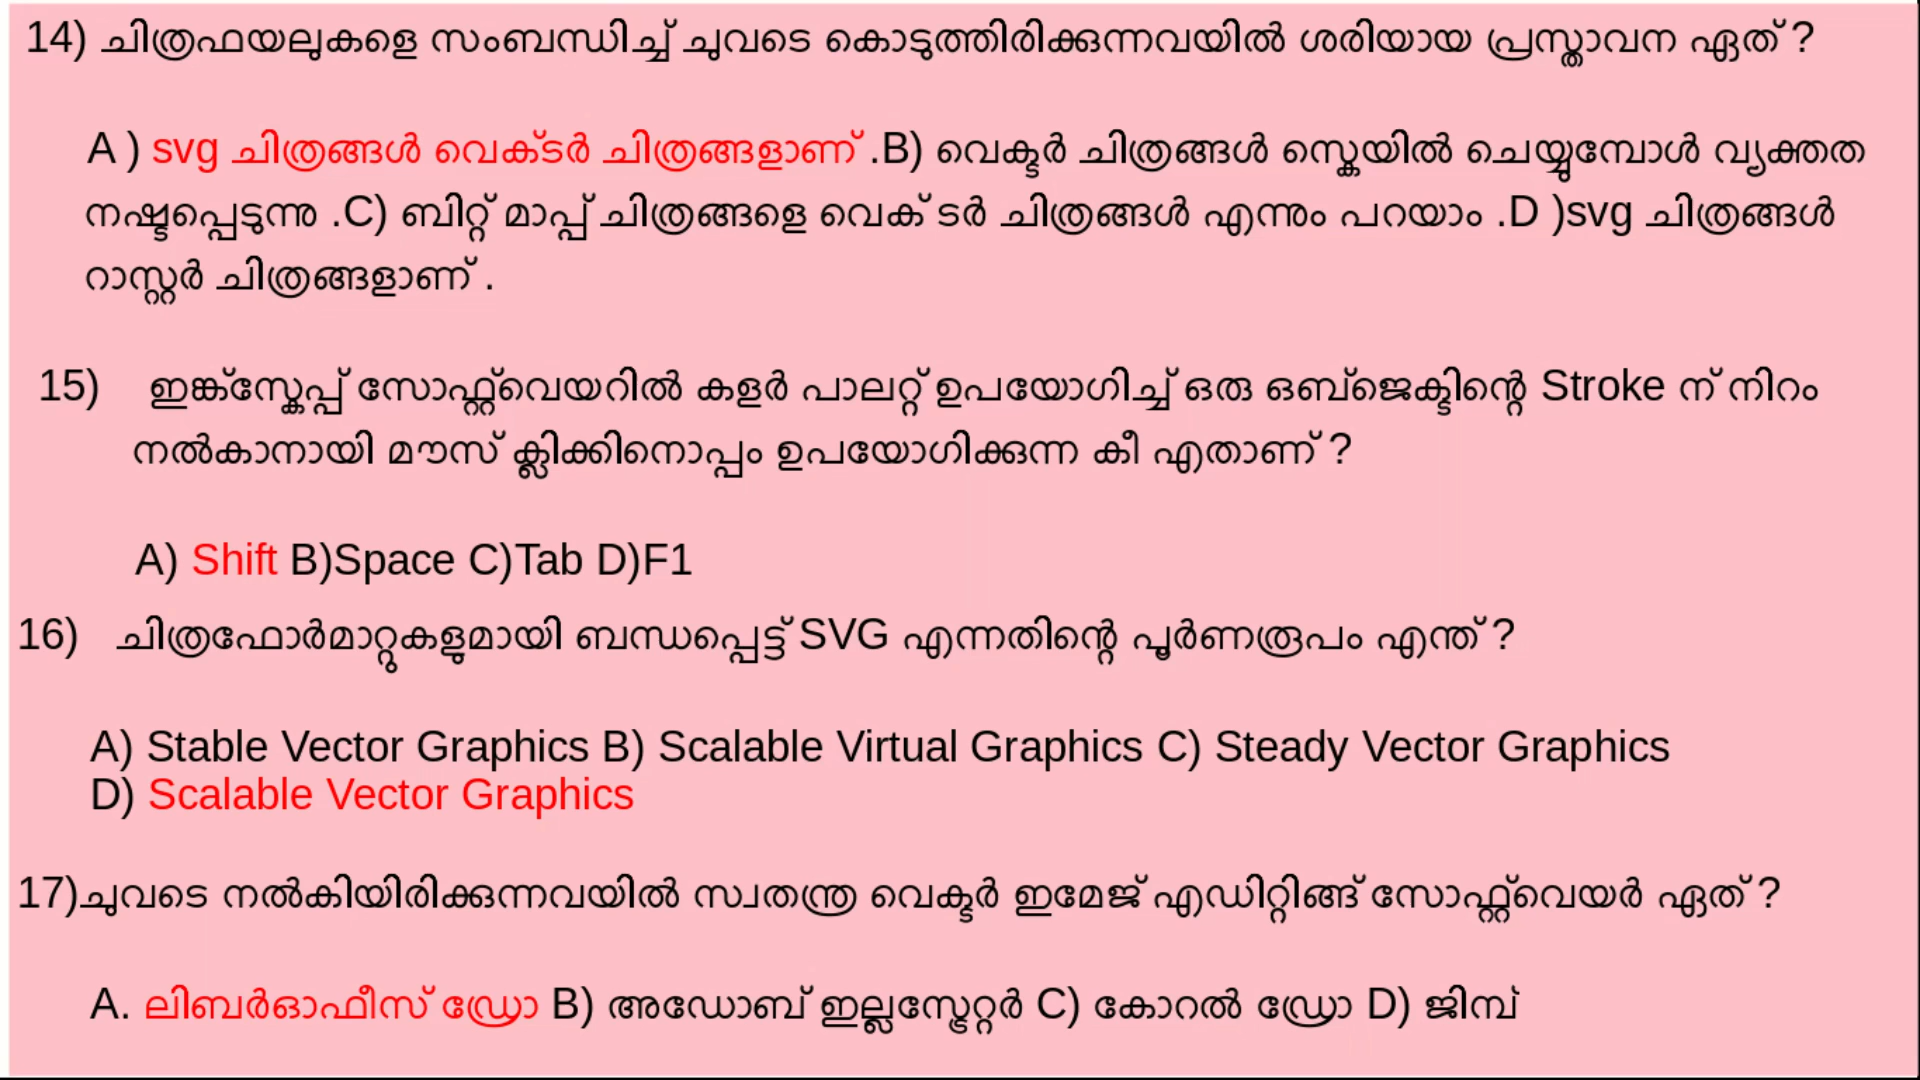 14) ചിത്രഫയലുകളെ സംബന്ധിച്ച് ചുവടെ കൊടുത്തിരിക്കുന്നവയിൽ ശരിയായ പ്രസ്താവന ഏത് ?
A ) svg ചിത്രങ്ങൾ വെക്‌ടർ ചിത്രങ്ങളാണ് .B) വെക്ടർ ചിത്രങ്ങൾ സ്കെയിൽ ചെയ്യുമ്പോൾ വ്യക്തത
നഷ്ടപ്പെടുന്നു .C) ബിറ്റ് മാപ്പ് ചിത്രങ്ങളെ വെക് ടർ ചിത്രങ്ങൾ എന്നും പറയാം .D )svg ചിത്രങ്ങൾ
റാസ്റ്റർ ചിത്രങ്ങളാണ് .
15) ഇങ്ക്സ്കേപ്പ് സോഫ്റ്റ്‌വെയറിൽ കളർ പാലറ്റ് ഉപയോഗിച്ച് ഒരു ഒബ്ജെക്ടിന്റെ Stroke ന് നിറം
നൽകാനായി മൗസ് ക്ലിക്കിനൊപ്പം ഉപയോഗിക്കുന്ന കീ എതാണ് ?
A) Shift B)Space C)Tab D)F1
16) ചിത്രഫോർമാറ്റുകളുമായി ബന്ധപ്പെട്ട് SVG എന്നതിന്റെ പൂർണരൂപം എന്ത് ?
A) Stable Vector Graphics B) Scalable Virtual Graphics C) Steady Vector Graphics
D) Scalable Vector Graphics
17)ചുവടെ നൽകിയിരിക്കുന്നവയിൽ സ്വതന്ത്ര വെക്ടർ ഇമേജ് എഡിറ്റിങ്ങ് സോഫ്റ്റ്‌വെയർ ഏത് ?
A. ലിബർഓഫീസ് ഡ്രോ B) അഡോബ് ഇല്ലസ്ട്രേറ്റർ C) കോറൽ ഡ്രോ D) ജിമ്പ്